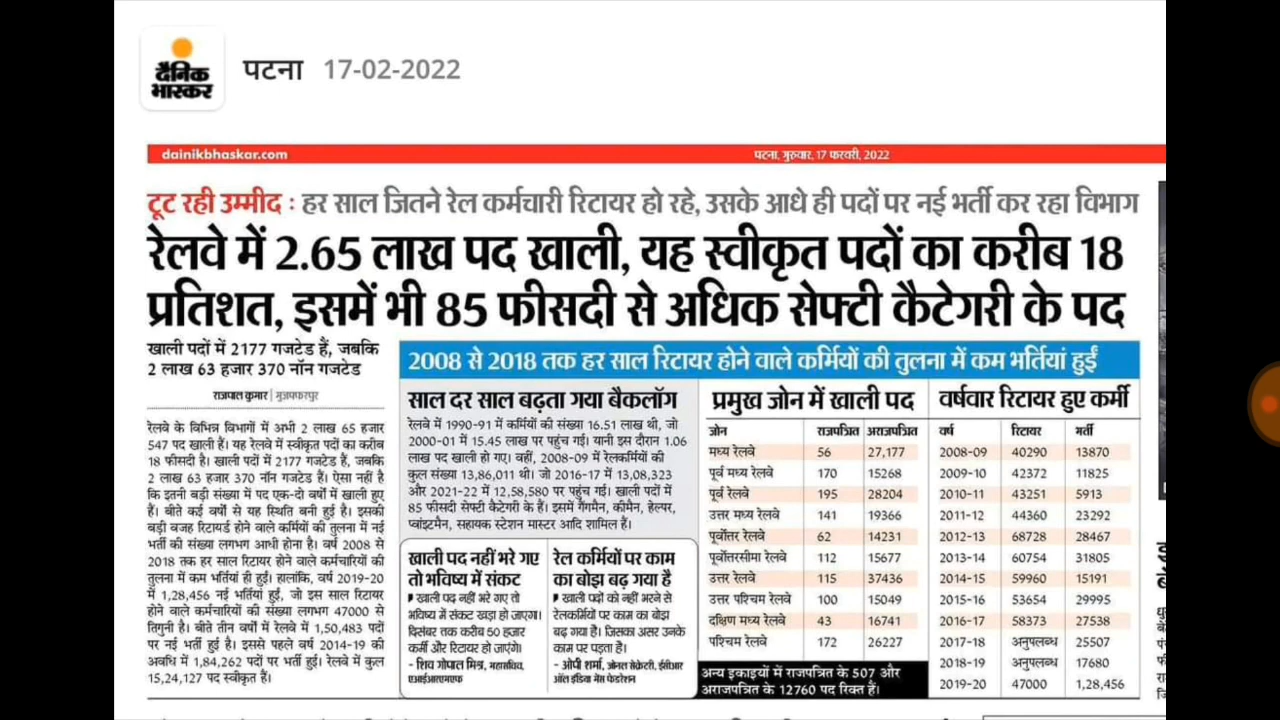 दैनिक
भास्कर
पटना 17-02-2022
dainikbhaskar.com
पटना, गुरुवार, 17 फरवरी, 2022
टूट रही उम्मीद : हर साल जितने रेल कर्मचारी रिटायर हो रहे, उसके आधे ही पदों पर नई भर्ती कर रहा विभाग
रेलवे में 2.65 लाख पद खाली, यह स्वीकृत पदों का करीब 18
प्रतिशत, इसमें भी 85 फीसदी से अधिक सेफ्टी कैटेगरी के पद
खाली पदों में 2177 गजटेड हैं, जबकि
2 लाख 63 हजार 370 नॉन गजटेड
राजपाल कुमार | मुजफ्फरपुर
रेलवे के विभिन्न विभागों में अभी 2 लाख 65 हजार
547 पद खाली हैं। यह रेलवे में स्वीकृत पदों का करीब
18 फीसदी है। खाली पदों में 2177 गजटेड हैं, जबकि
2 लाख 63 हजार 370 नॉन गजटेड हैं। ऐसा नहीं है
कि इतनी बड़ी संख्या में पद एक-दो वर्षों में खाली हुए
हैं। बीते कई वर्षों से यह स्थिति बनी हुई है। इसकी
बड़ी वजह रिटायर्ड होने वाले कर्मियों की तुलना में नई
भर्ती की संख्या लगभग आधी होना है। वर्ष 2008 से
2018 तक हर साल रिटायर होने वाले कर्मचारियों की
तुलना में कम भर्तियां ही हुईं। हालांकि, वर्ष 2019-20
में 1,28,456 नई भर्तियां हुईं, जो इस साल रिटायर
होने वाले कर्मचारियों की संख्या लगभग 47000 से
तिगुनी है। बीते तीन वर्षों में रेलवे में 1,50,483 पदों
पर नई भर्ती हुई है। इससे पहले वर्ष 2014-19 की
अवधि में 1,84,262 पदों पर भर्ती हुई। रेलवे में कुल
15,24,127 पद स्वीकृत हैं।
2008 से 2018 तक हर साल रिटायर होने वाले कर्मियों की तुलना में कम भर्तियां हुईं
साल दर साल बढ़ता गया बैकलॉग
रेलवे में 1990-91 में कर्मियों की संख्या 16.51 लाख थी, जो
2000-01 में 15.45 लाख पर पहुंच गई। यानी इस दौरान 1.06
लाख पद खाली हो गए। वहीं, 2008-09 में रेलकर्मियों की
कुल संख्या 13,86,011 थी। जो 2016-17 में 13,08,323
और 2021-22 में 12,58,580 पर पहुंच गई। खाली पदों में
85 फीसदी सेफ्टी कैटेगरी के हैं। इसमें गैंगमैन, कीमैन, हेल्पर,
प्वांइटमैन, सहायक स्टेशन मास्टर आदि शामिल हैं।
खाली पद नहीं भरे गए
तो भविष्य में संकट
खाली पद नहीं भरे गए तो
भविष्य में संकट खड़ा हो जाएगा।
दिसंबर तक करीब 50 हजार
कर्मी और रिटायर हो जाएंगे।
- शिव गोपाल मिश्र, महासचिव,
एआईआरएमएफ
रेल कर्मियों पर काम
का बोझ बढ़ गया है
खाली पदों को नहीं भरने से
रेलकर्मियों पर काम का बोझ
बढ़ गया है। जिसका असर उनके
काम पर पड़ता है।
- ओपी शर्मा, जोनल सेक्रेटरी, ईसीआर
ऑल इंडिया मेंस फेडरेशन
प्रमुख जोन में खाली पद
जोन राजपत्रित अराजपत्रित
मध्य रेलवे 56 27,177
पूर्व मध्य रेलवे 170 15268
पूर्व रेलवे 195 28204
उत्तर मध्य रेलवे 141 19366
पूर्वोत्तर रेलवे 62 14231
पूर्वोत्तरसीमा रेलवे 112 15677
उत्तर रेलवे 115 37436
उत्तर पश्चिम रेलवे 100 15049
दक्षिण मध्य रेलवे 43 16741
पश्चिम रेलवे 172 26227
अन्य इकाइयों में राजपत्रित के 507 और
अराजपत्रित के 12760 पद रिक्त हैं।
वर्षवार रिटायर हुए कर्मी
वर्ष रिटायर भर्ती
2008-09 40290 13870
2009-10 42372 11825
2010-11 43251 5913
2011-12 44360 23292
2012-13 68728 28467
2013-14 60754 31805
2014-15 59960 15191
2015-16 53654 29995
2016-17 58373 27538
2017-18 अनुपलब्ध 25507
2018-19 अनुपलब्ध 17680
2019-20 47000 1,28,456